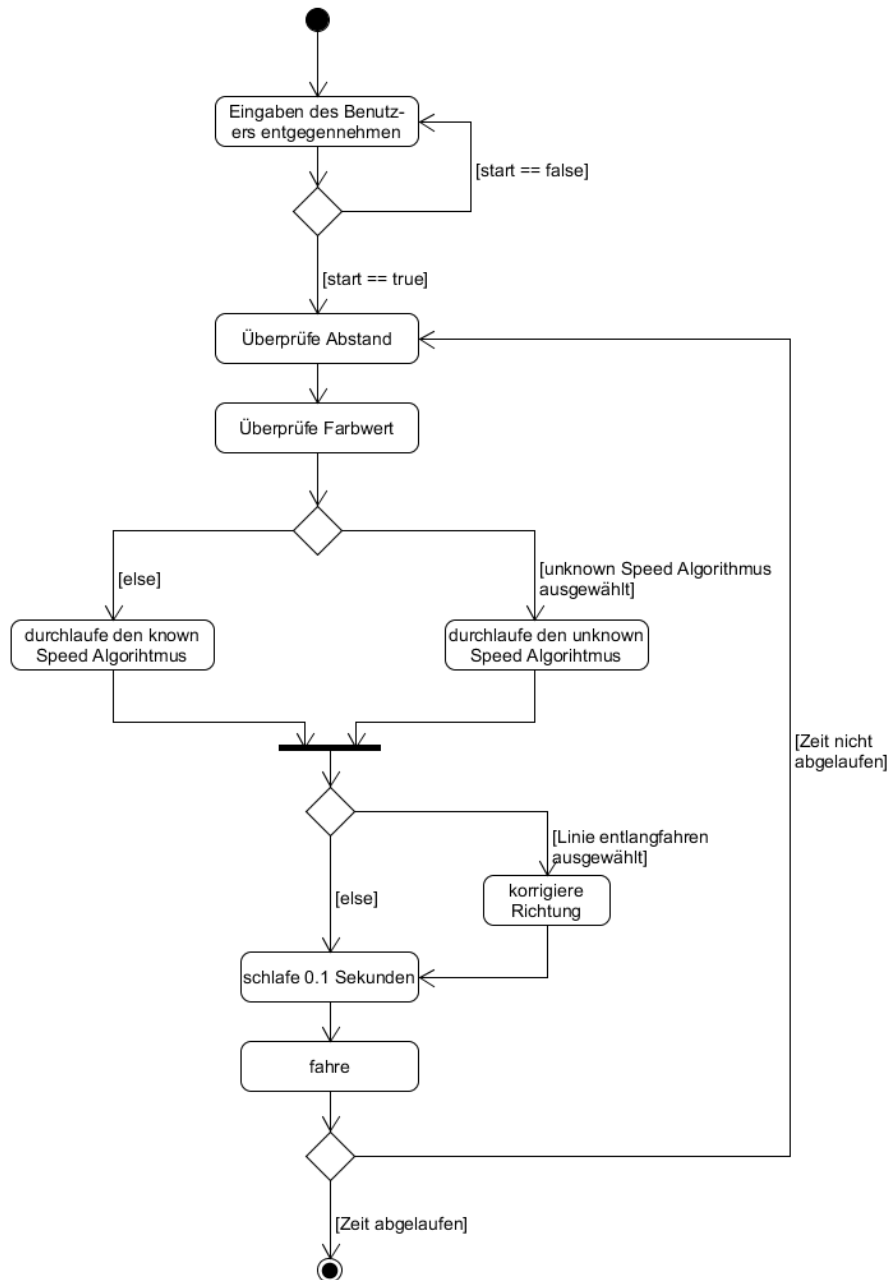 Eingaben des Benutz-
ers entgegennehmen
[start == false]
[start == true]
Überprüfe Abstand
Überprüfe Farbwert
[else]
[unknown Speed Algorithmus
ausgewählt]
durchlaufe den known
Speed Algorihtmus
durchlaufe den unknown
Speed Algorihtmus
[Zeit nicht
abgelaufen]
[Linie entlangfahren
ausgewählt]
korrigiere
Richtung
[else]
schlafe 0.1 Sekunden
fahre
[Zeit abgelaufen]